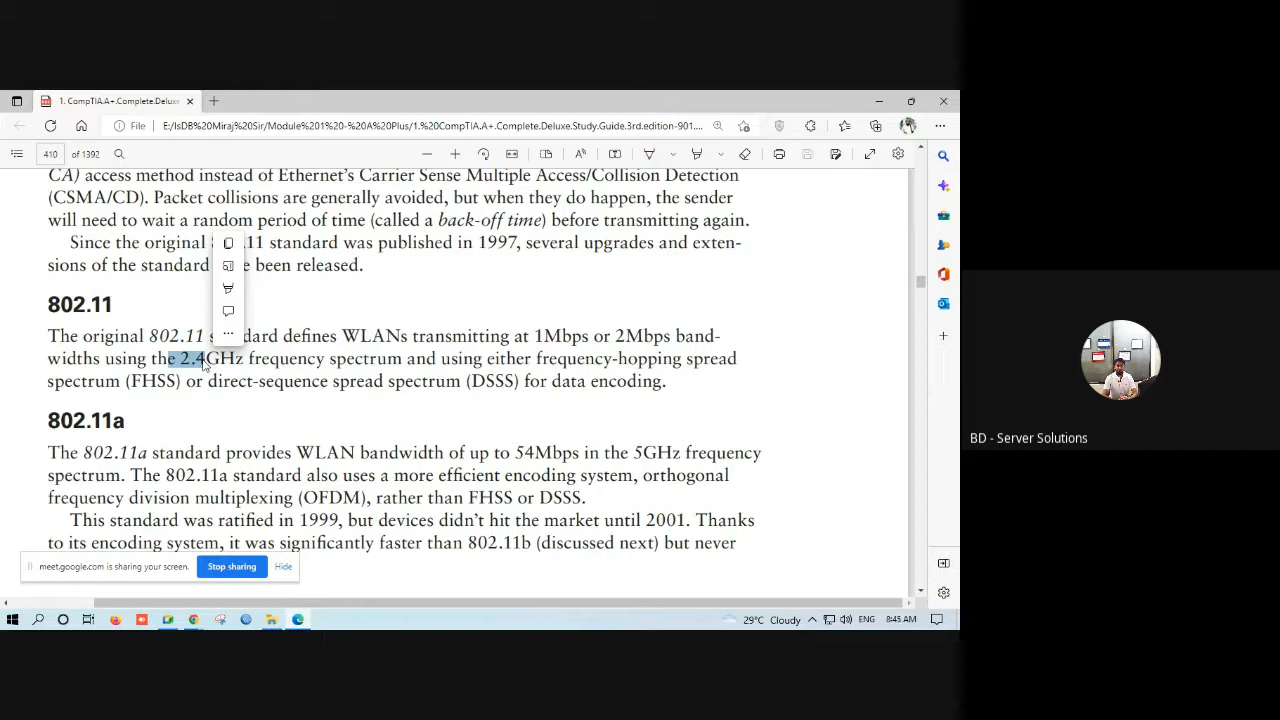 1. CompTIA.A+.Complete.Delux
File
E:/IsDB%20Miraj%20Sir/Module%201%20-%20A%20Plus/1.%20CompTIA.A+.Complete.Deluxe.Study.Guide.3rd.edition-901....
410 of 1392
CA) access method instead of Ethernet's Carrier Sense Multiple Access/Collision Detection
(CSMA/CD). Packet collisions are generally avoided, but when they do happen, the sender
will need to wait a random period of time (called a back-off time) before transmitting again.
Since the original .11 standard was published in 1997, several upgrades and exten-
sions of the standard e been released.
802.11
The original 802.11 standard defines WLANs transmitting at 1Mbps or 2Mbps band-
widths using the 2.4GHz frequency spectrum and using either frequency-hopping spread
spectrum (FHSS) or direct-sequence spread spectrum (DSSS) for data encoding.
802.11a
The 802.11a standard provides WLAN bandwidth of up to 54Mbps in the 5GHz frequency
spectrum. The 802.11a standard also uses a more efficient encoding system, orthogonal
frequency division multiplexing (OFDM), rather than FHSS or DSSS.
This standard was ratified in 1999, but devices didn't hit the market until 2001. Thanks
to its encoding system, it was significantly faster than 802.11b (discussed next) but never
meet.google.com is sharing your screen.
Stop sharing
Hide
29°C Cloudy
ENG
8:45 AM
BD - Server Solutions